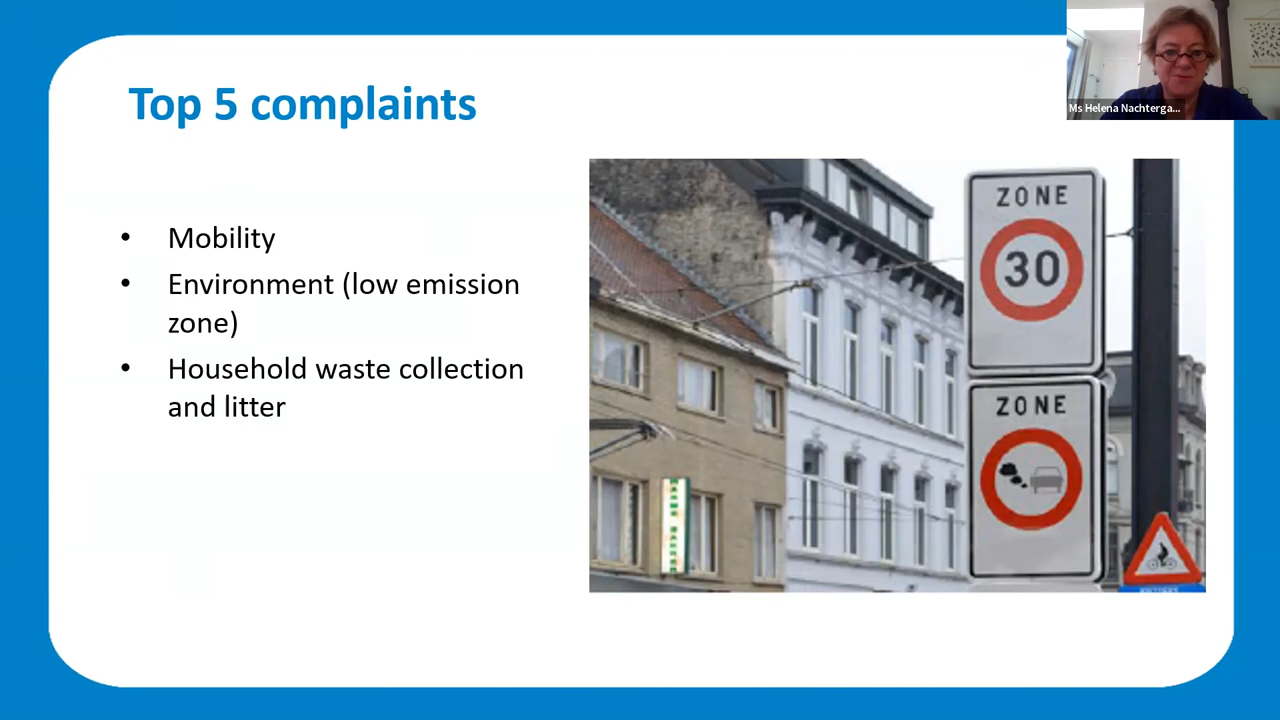 Top 5 complaints
Ms Helena Nachterga...
• Mobility
• Environment (low emission
zone)
• Household waste collection
and litter
ZONE
30
ZONE